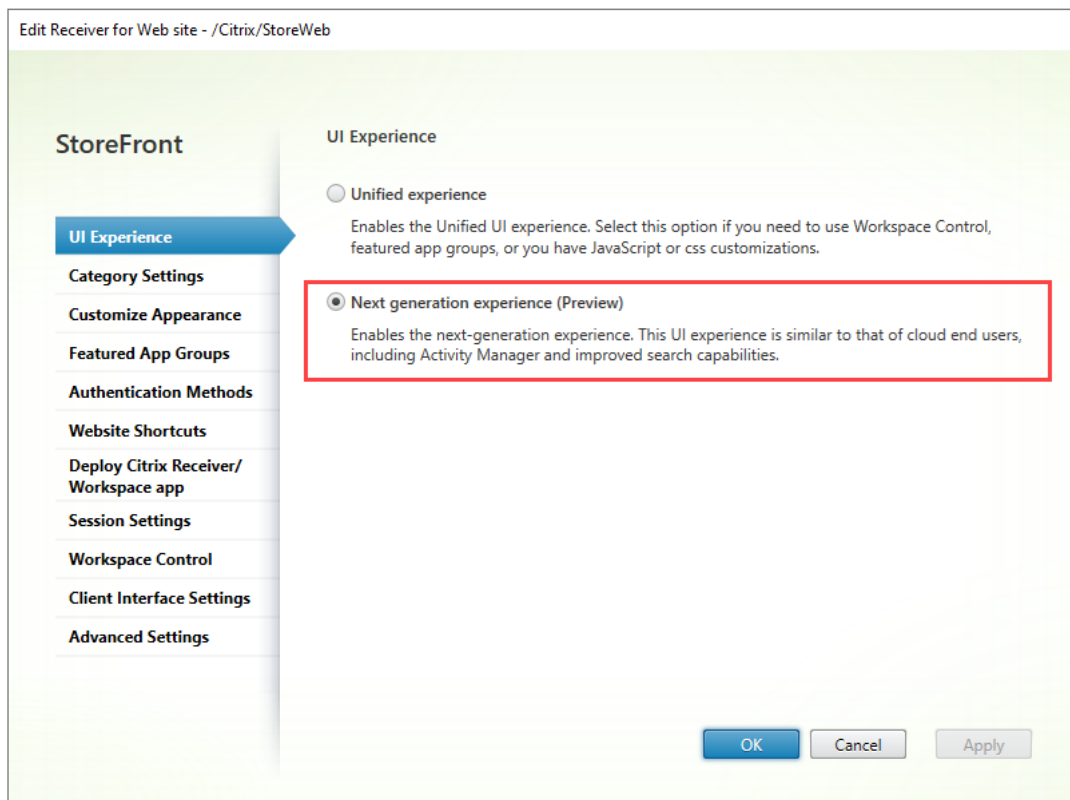 Edit Receiver for Web site - /Citrix/StoreWeb
StoreFront
UI Experience
Category Settings
Customize Appearance
Featured App Groups
Authentication Methods
Website Shortcuts
Deploy Citrix Receiver/
Workspace app
Session Settings
Workspace Control
Client Interface Settings
Advanced Settings
UI Experience
Unified experience
Enables the Unified UI experience. Select this option if you need to use Workspace Control,
featured app groups, or you have JavaScript or css customizations.
Next generation experience (Preview)
Enables the next-generation experience. This UI experience is similar to that of cloud end users,
including Activity Manager and improved search capabilities.
OK
Cancel
Apply